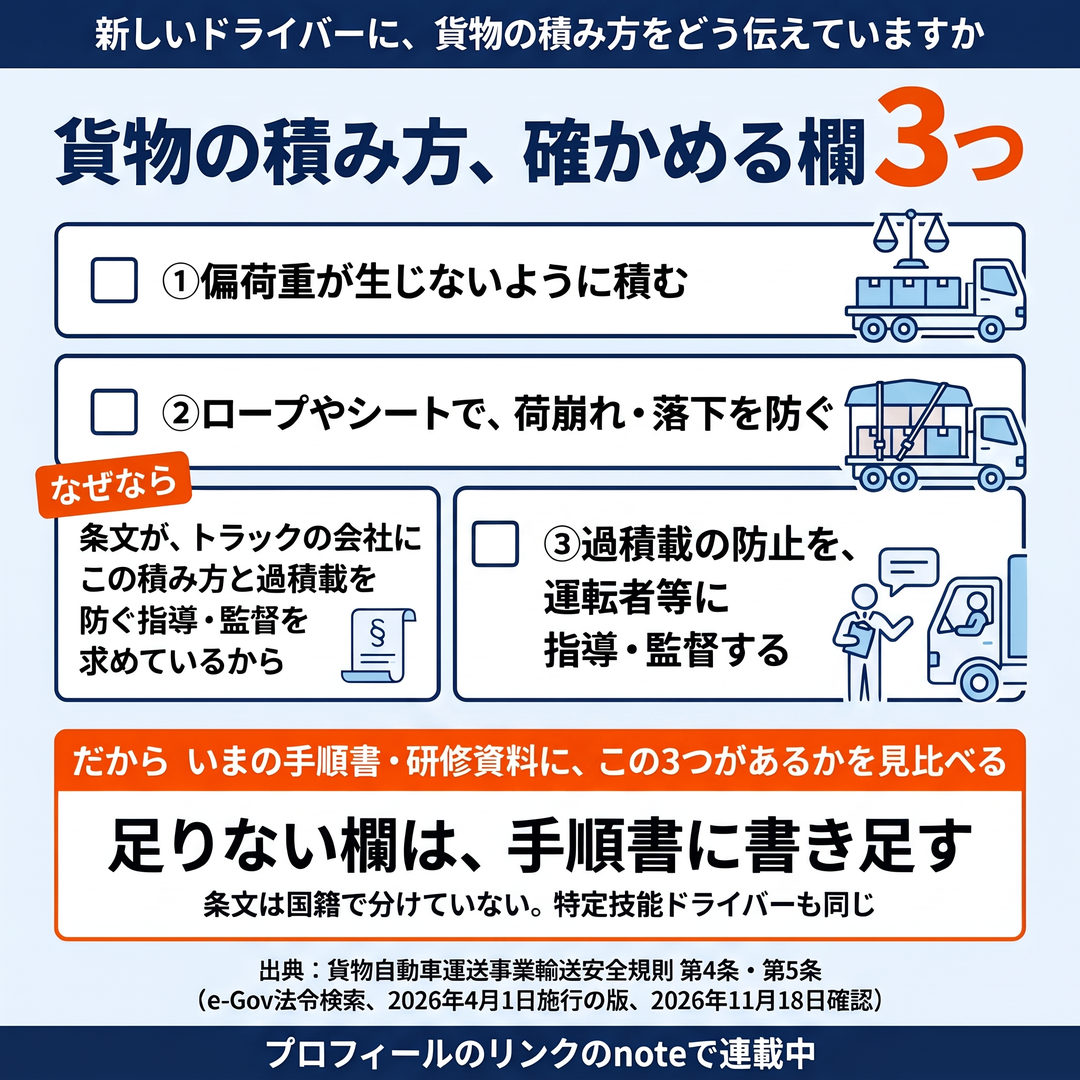 新しいドライバーに、貨物の積み方をどう伝えていますか
貨物の積み方、確かめる欄3つ
①偏荷重が生じないように積む
②ロープやシートで、荷崩れ・落下を防ぐ
なぜなら
条文が、トラックの会社に
この積み方と過積載を
防ぐ指導・監督を
求めているから
§
③過積載の防止を、
運転者等に
指導・監督する
だから いまの手順書・研修資料に、この3つがあるかを見比べる
足りない欄は、手順書に書き足す
条文は国籍で分けていない。特定技能ドライバーも同じ
出典：貨物自動車運送事業輸送安全規則 第4条・第5条
（e-Gov法令検索、2026年4月1日施行の版、2026年11月18日確認）
プロフィールのリンクのnoteで連載中